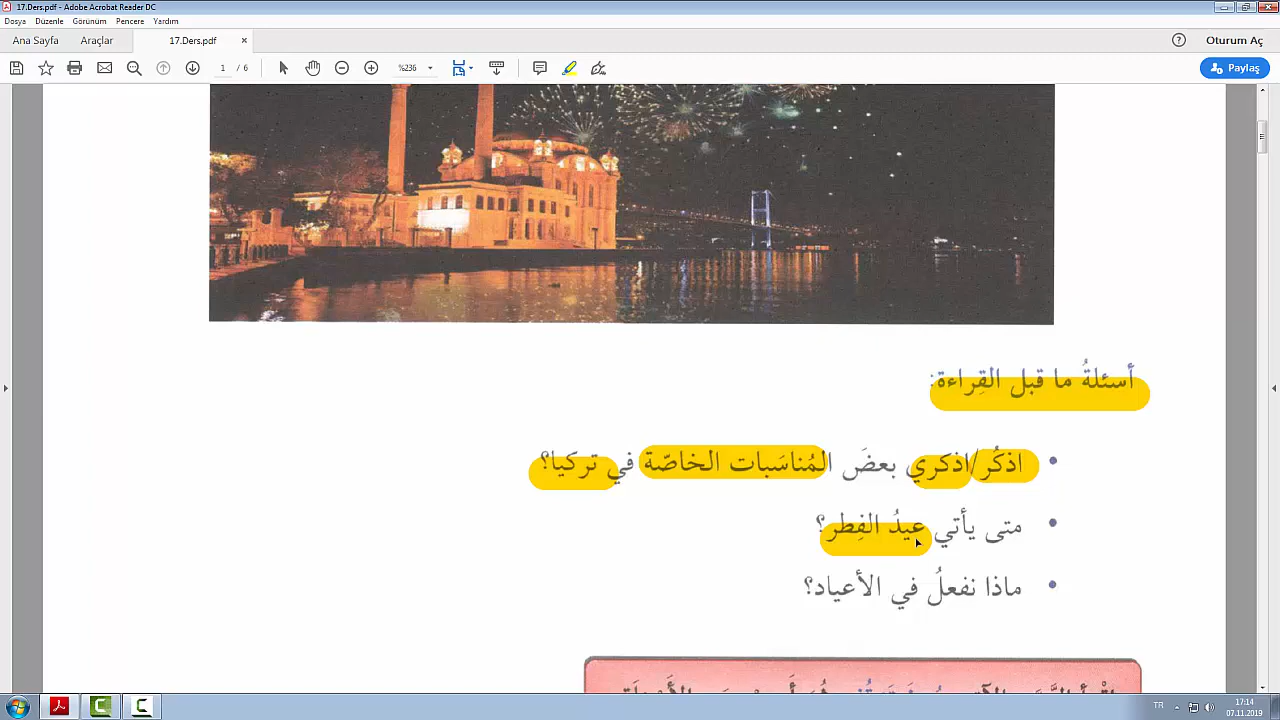 17.Ders.pdf - Adobe Acrobat Reader DC
Dosya Düzenle Görünüm Pencere Yardım
Ana Sayfa Araçlar 17.Ders.pdf × Oturum Aç
1 / 6 %236 Paylaş
أسئلةُ ما قبل القِراءة:
• اذكُر/اذكري بعضَ المُناسَبات الخاصّة في تركيا؟
• متى يأتي عيدُ الفِطر؟
• ماذا نفعلُ في الأعياد؟
TR 17:14
07.11.2019